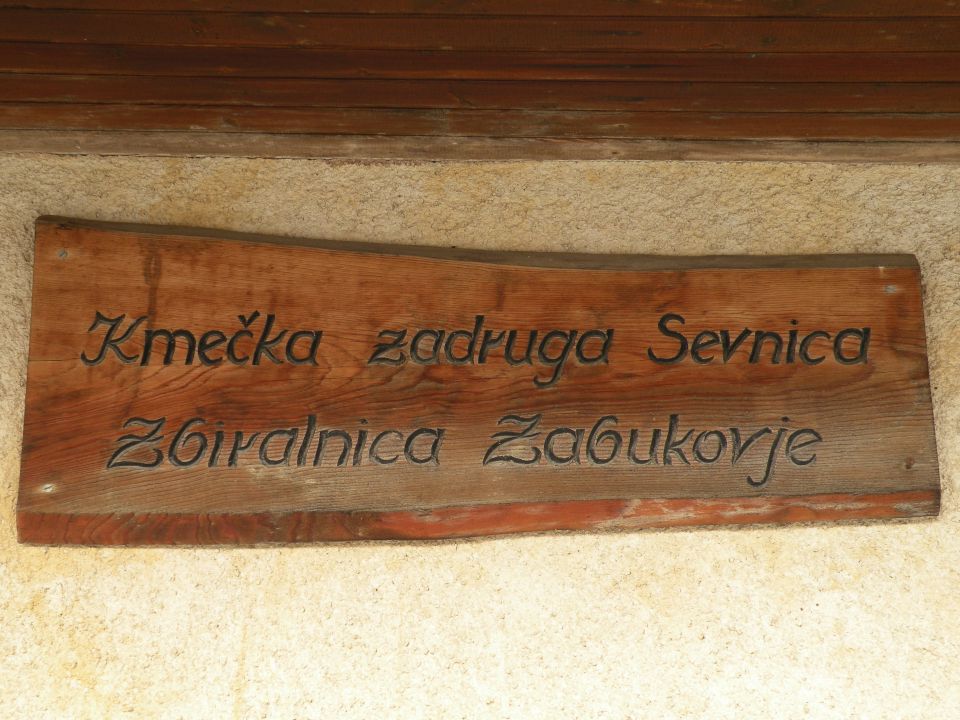 Kmečka zadruga Sevnica
Zbiralnica Zabukovje